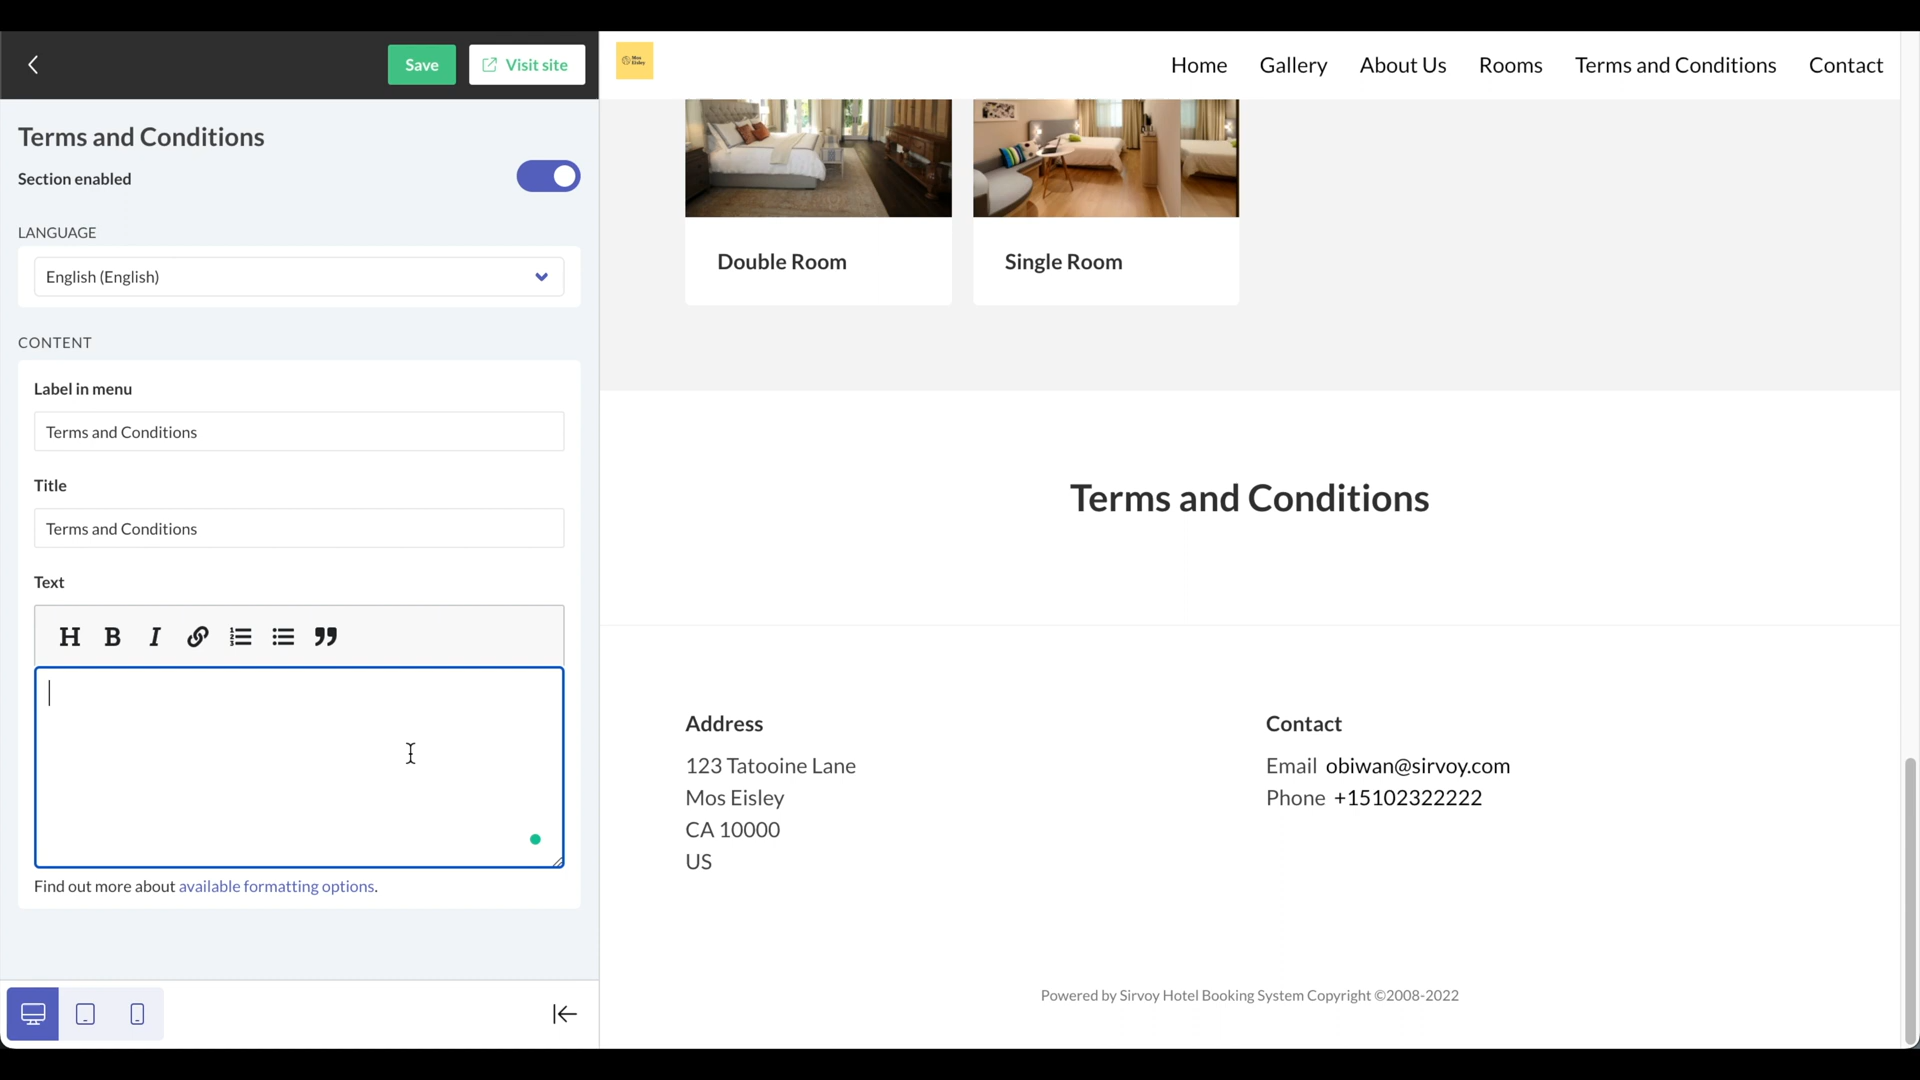 Save
Visit site
Mos
Eisley
Home
Gallery
About Us
Rooms
Terms and Conditions
Contact
Terms and Conditions
Section enabled
LANGUAGE
English (English)
CONTENT
Label in menu
Terms and Conditions
Title
Terms and Conditions
Text
H B I
Find out more about available formatting options.
Double Room
Single Room
Terms and Conditions
Address
123 Tatooine Lane
Mos Eisley
CA 10000
US
Contact
Email obiwan@sirvoy.com
Phone +15102322222
Powered by Sirvoy Hotel Booking System Copyright ©2008-2022